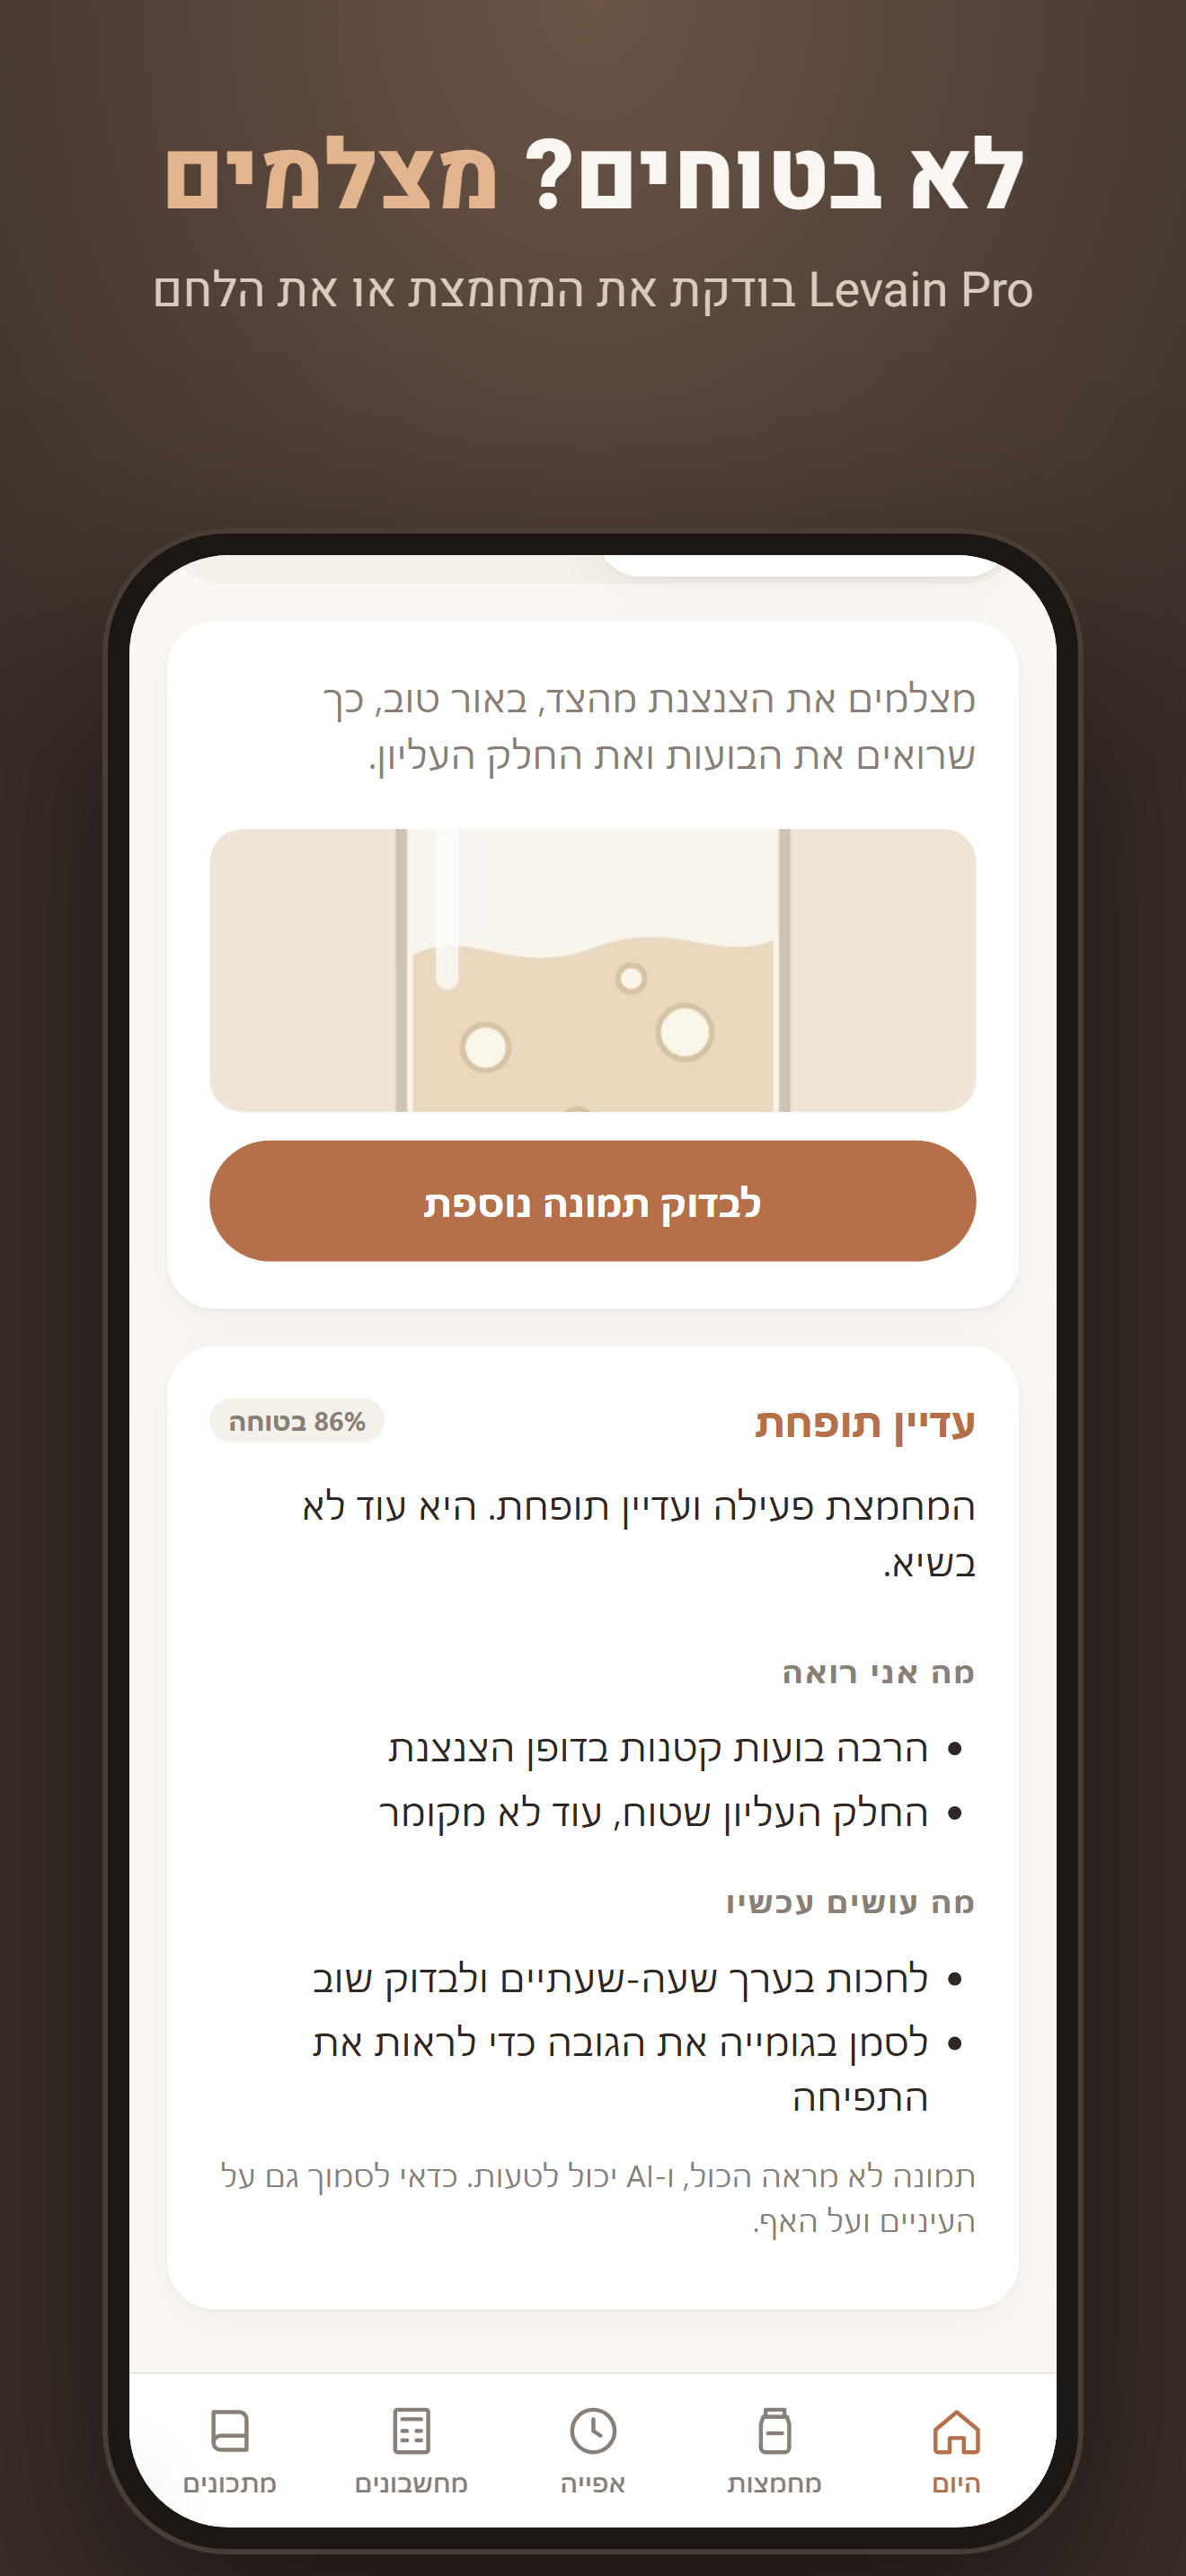 לא בטוחים? מצלמים
Levain Pro בודקת את המחמצת או את הלחם
מצלמים את הצנצנת מהצד, באור טוב, כך
שרואים את הבועות ואת החלק העליון.
לבדוק תמונה נוספת
עדיין תופחת
86% בטוחה
המחמצת פעילה ועדיין תופחת. היא עוד לא
בשיא.
מה אני רואה
• הרבה בועות קטנות בדופן הצנצנת
• החלק העליון שטוח, עוד לא מקומר
מה עושים עכשיו
• לחכות בערך שעה-שעתיים ולבדוק שוב
• לסמן בגומייה את הגובה כדי לראות את
התפיחה
תמונה לא מראה הכול, ו-AI יכול לטעות. כדאי לסמוך גם על
העיניים ועל האף.
היום
מחמצות
אפייה
מחשבונים
מתכונים